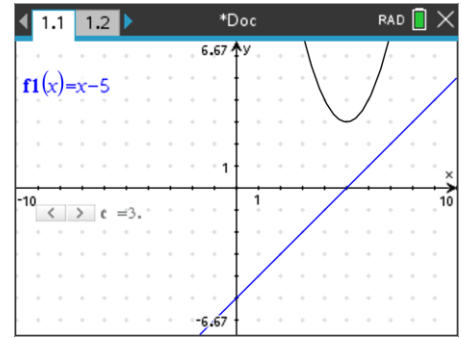 1.1 1.2 *Doc RAD
6.67 y
f1(x)=x-5
1
x
-10 1 10
< > c =3.
-6.67